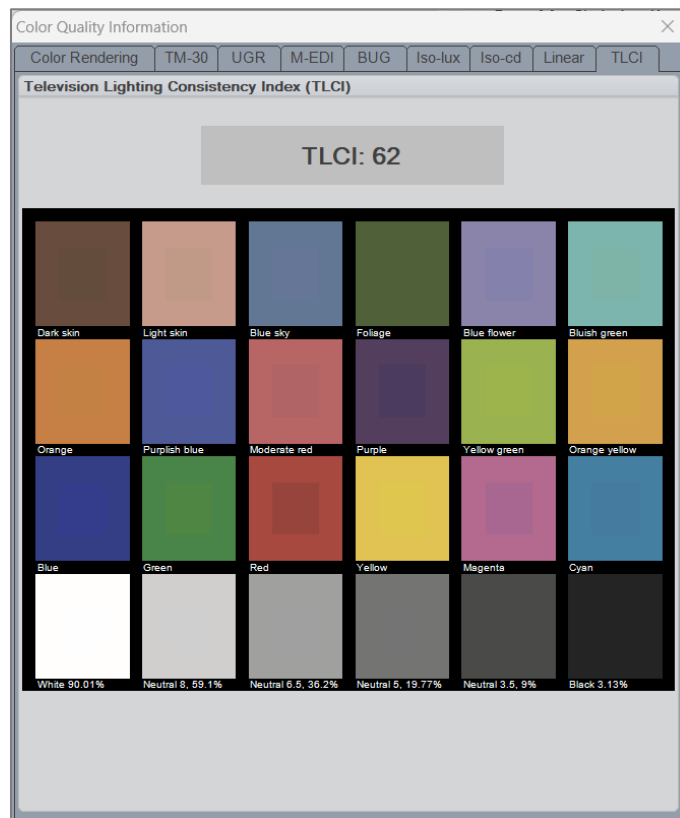 Color Quality Information
Color Rendering TM-30 UGR M-EDI BUG Iso-lux Iso-cd Linear TLCI
Television Lighting Consistency Index (TLCI)
TLCI: 62
Dark skin Light skin Blue sky Foliage Blue flower Bluish green
Orange Purplish blue Moderate red Purple Yellow green Orange yellow
Blue Green Red Yellow Magenta Cyan
White 90.01% Neutral 8, 59.1% Neutral 6.5, 36.2% Neutral 5, 19.77% Neutral 3.5, 9% Black 3.13%